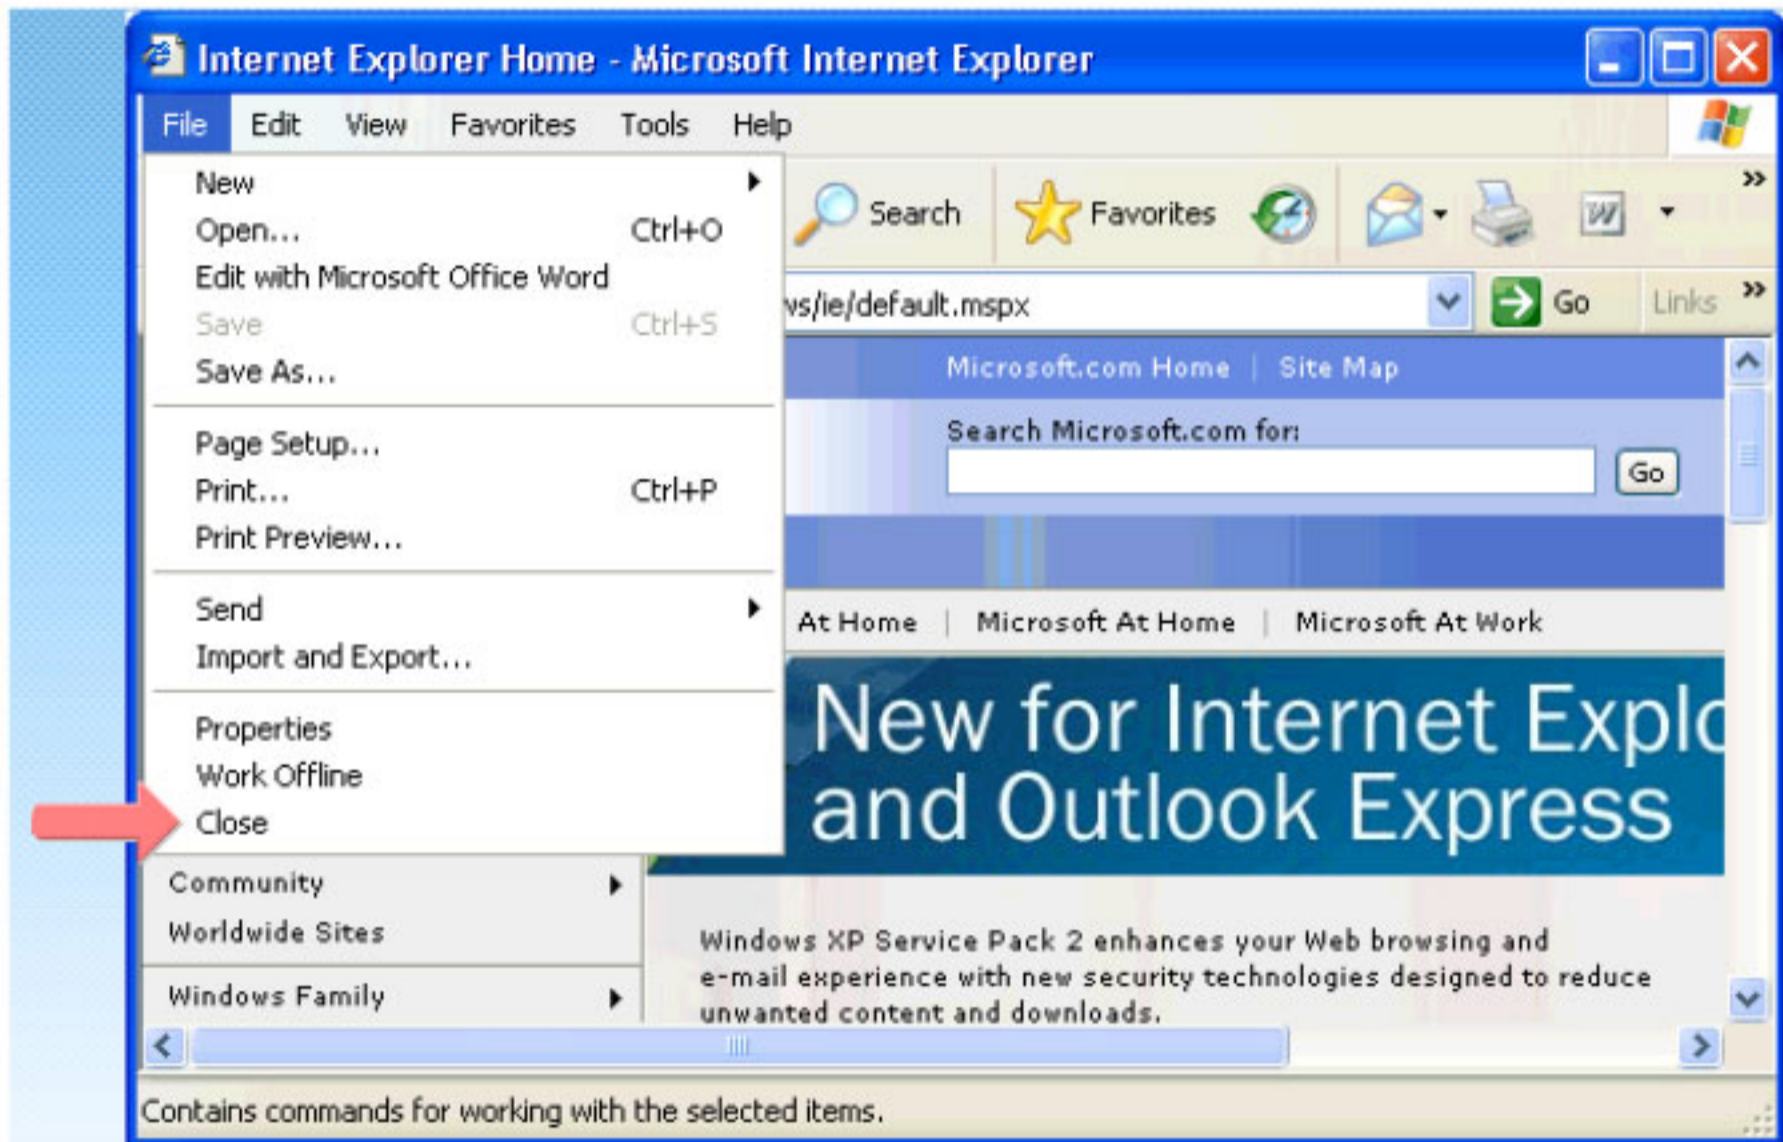 Internet Explorer Home - Microsoft Internet Explorer
File Edit View Favorites Tools Help
New
Open... Ctrl+O
Edit with Microsoft Office Word
Save Ctrl+S
Save As...
Page Setup...
Print... Ctrl+P
Print Preview...
Send
Import and Export...
Properties
Work Offline
Close
Search Favorites W »
vs/ie/default.mspx Go Links »
Microsoft.com Home | Site Map
Search Microsoft.com for:
Go
At Home | Microsoft At Home | Microsoft At Work
New for Internet Explo
and Outlook Express
Community
Worldwide Sites
Windows Family
Windows XP Service Pack 2 enhances your Web browsing and
e-mail experience with new security technologies designed to reduce
unwanted content and downloads.
Contains commands for working with the selected items.